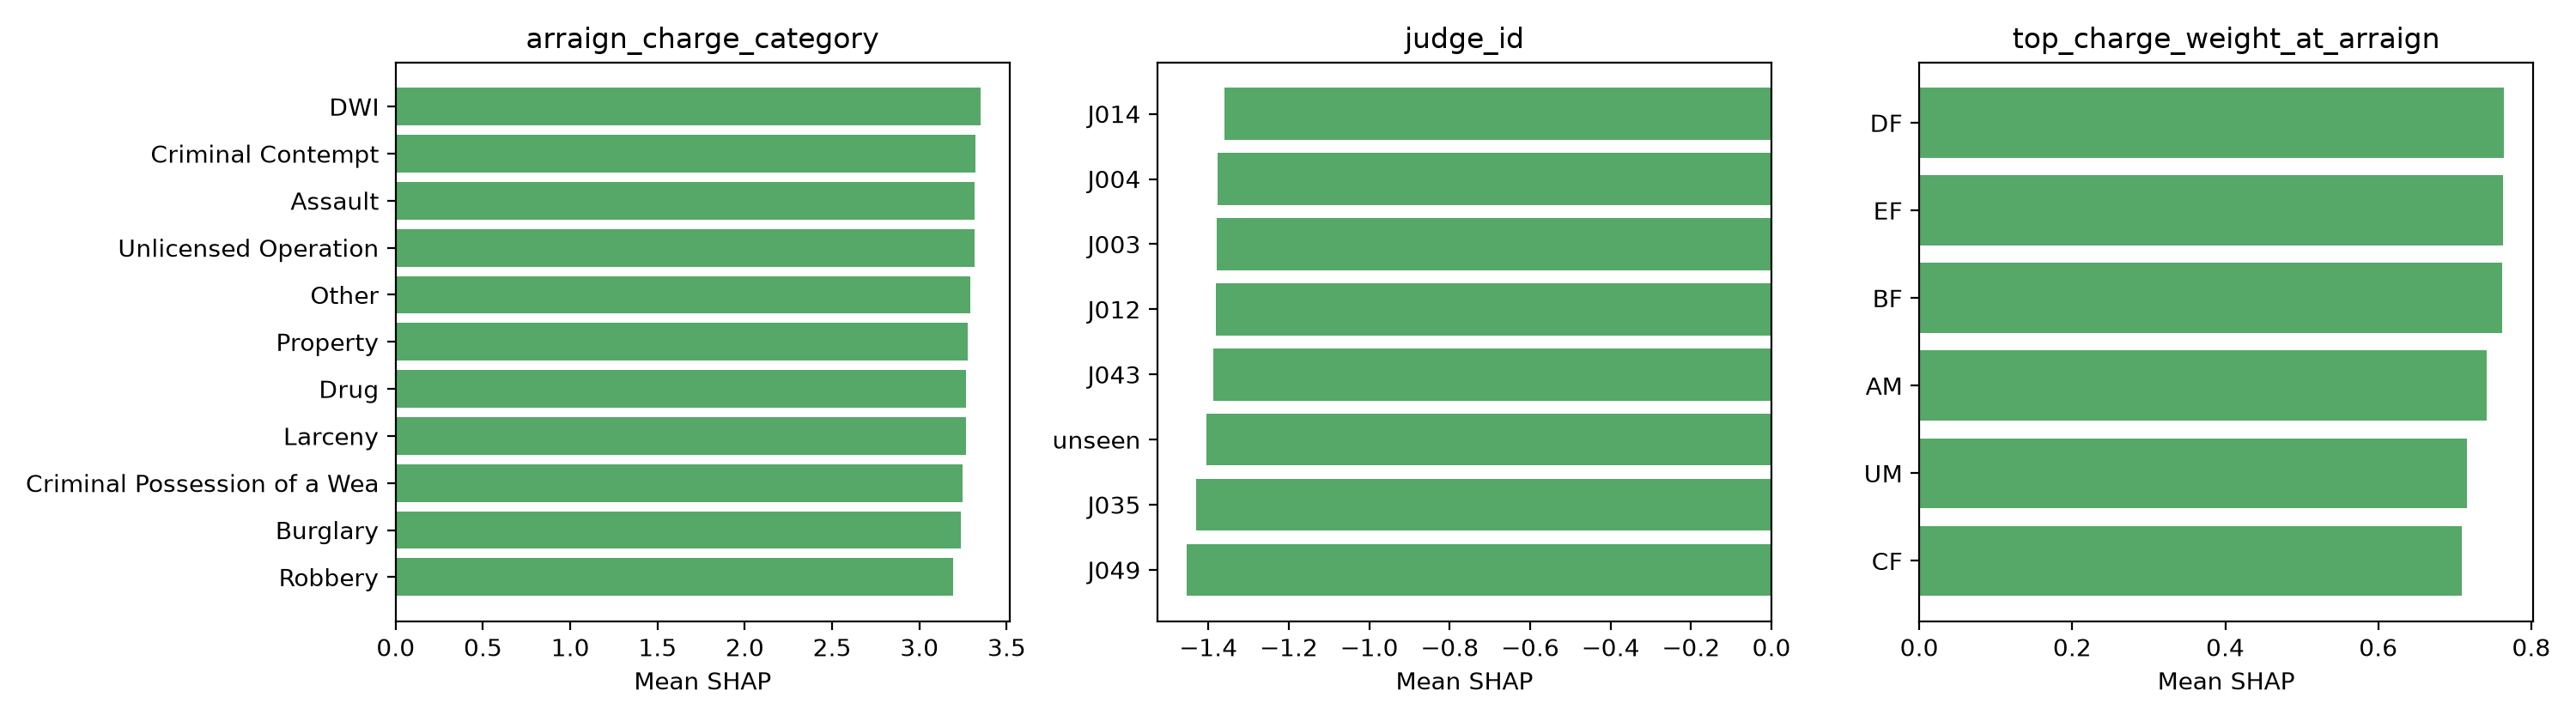 arraign_charge_category
DWI
Criminal Contempt
Assault
Unlicensed Operation
Other
Property
Drug
Larceny
Criminal Possession of a Wea
Burglary
Robbery
0.0 0.5 1.0 1.5 2.0 2.5 3.0 3.5
Mean SHAP
judge_id
J014
J004
J003
J012
J043
unseen
J035
J049
−1.4 −1.2 −1.0 −0.8 −0.6 −0.4 −0.2 0.0
Mean SHAP
top_charge_weight_at_arraign
DF
EF
BF
AM
UM
CF
0.0 0.2 0.4 0.6 0.8
Mean SHAP